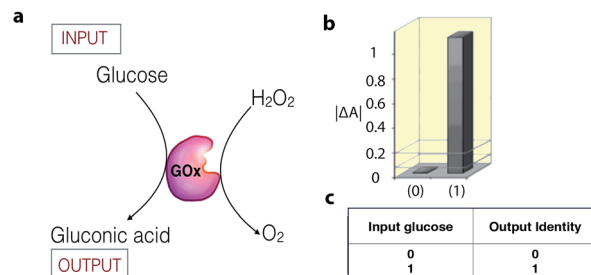 a
INPUT
Glucose
H₂O₂
GOx
Gluconic acid
O₂
OUTPUT
b
1
0.8
0.6
|ΔA|
0.4
0.2
0
(0) (1)
c
Input glucose Output Identity
0 0
1 1